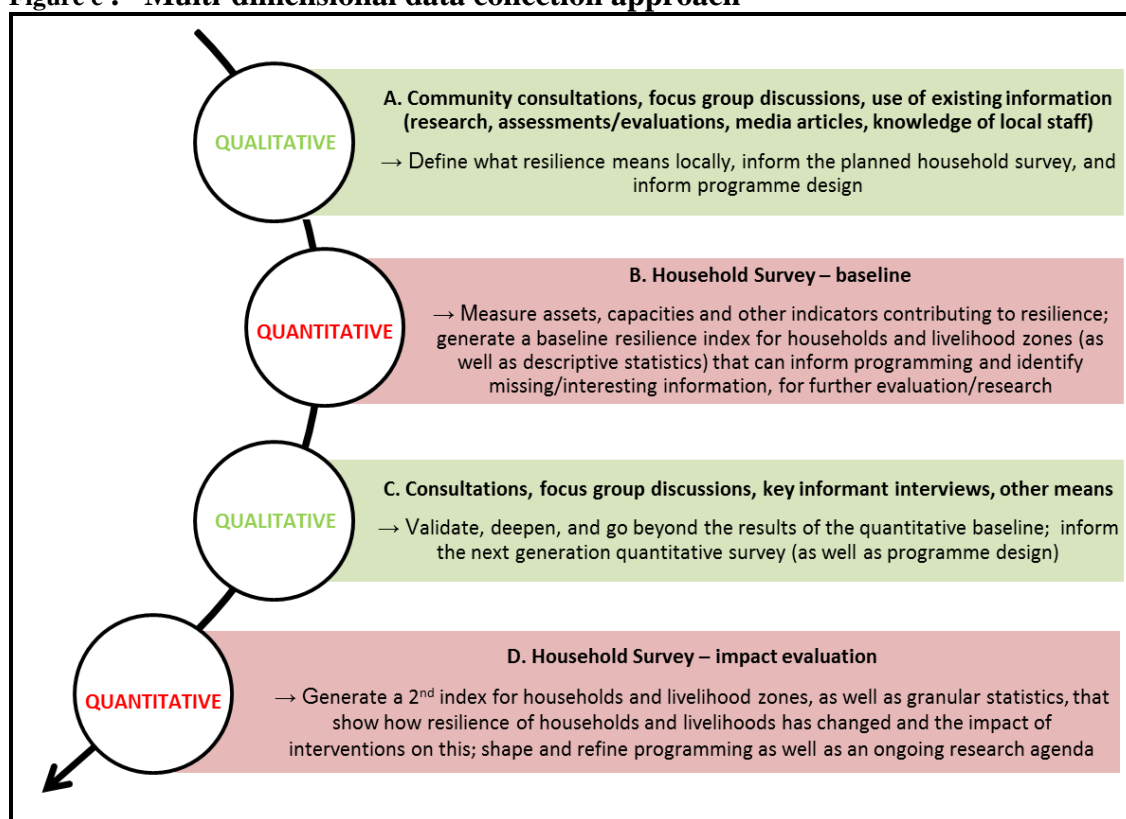 Figure e : Multi-dimensional data collection approach
QUALITATIVE
A. Community consultations, focus group discussions, use of existing information
(research, assessments/evaluations, media articles, knowledge of local staff)
→ Define what resilience means locally, inform the planned household survey, and
inform programme design
QUANTITATIVE
B. Household Survey – baseline
→ Measure assets, capacities and other indicators contributing to resilience;
generate a baseline resilience index for households and livelihood zones (as
well as descriptive statistics) that can inform programming and identify
missing/interesting information, for further evaluation/research
QUALITATIVE
C. Consultations, focus group discussions, key informant interviews, other means
→ Validate, deepen, and go beyond the results of the quantitative baseline; inform
the next generation quantitative survey (as well as programme design)
QUANTITATIVE
D. Household Survey – impact evaluation
→ Generate a 2nd index for households and livelihood zones, as well as granular statistics, that
show how resilience of households and livelihoods has changed and the impact of
interventions on this; shape and refine programming as well as an ongoing research agenda